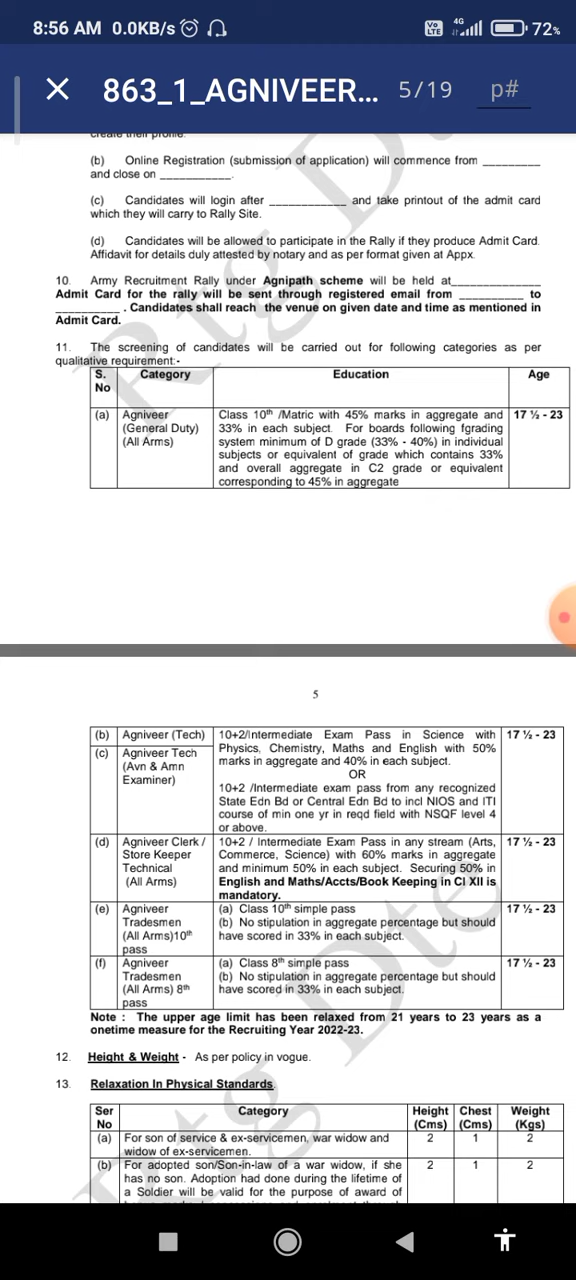 8:56 AM 0.0KB/s
Vo LTE 4G 72%
863_1_AGNIVEER... 5/19 p#
create their profile.
(b) Online Registration (submission of application) will commence from ________
and close on __________.
(c) Candidates will login after ___________ and take printout of the admit card
which they will carry to Rally Site.
(d) Candidates will be allowed to participate in the Rally if they produce Admit Card.
Affidavit for details duly attested by notary and as per format given at Appx.
10. Army Recruitment Rally under Agnipath scheme will be held at_____________
Admit Card for the rally will be sent through registered email from _________ to
_________ . Candidates shall reach the venue on given date and time as mentioned in
Admit Card.
11. The screening of candidates will be carried out for following categories as per
qualitative requirement:-
S. No Category Education Age
(a) Agniveer (General Duty) (All Arms)
Class 10th /Matric with 45% marks in aggregate and
33% in each subject. For boards following fgrading
system minimum of D grade (33% - 40%) in individual
subjects or equivalent of grade which contains 33%
and overall aggregate in C2 grade or equivalent
corresponding to 45% in aggregate
17 ½ - 23
5
(b) Agniveer (Tech)
(c) Agniveer Tech (Avn & Amn Examiner)
10+2/Intermediate Exam Pass in Science with
Physics, Chemistry, Maths and English with 50%
marks in aggregate and 40% in each subject.
OR
10+2 /Intermediate exam pass from any recognized
State Edn Bd or Central Edn Bd to incl NIOS and ITI
course of min one yr in reqd field with NSQF level 4
or above.
17 ½ - 23
(d) Agniveer Clerk / Store Keeper Technical (All Arms)
10+2 / Intermediate Exam Pass in any stream (Arts,
Commerce, Science) with 60% marks in aggregate
and minimum 50% in each subject. Securing 50% in
English and Maths/Accts/Book Keeping in Cl XII is
mandatory.
17 ½ - 23
(e) Agniveer Tradesmen (All Arms)10th pass
(a) Class 10th simple pass
(b) No stipulation in aggregate percentage but should
have scored in 33% in each subject.
17 ½ - 23
(f) Agniveer Tradesmen (All Arms) 8th pass
(a) Class 8th simple pass
(b) No stipulation in aggregate percentage but should
have scored in 33% in each subject.
17 ½ - 23
Note : The upper age limit has been relaxed from 21 years to 23 years as a
onetime measure for the Recruiting Year 2022-23.
12. Height & Weight - As per policy in vogue.
13. Relaxation In Physical Standards.
Ser No Category Height (Cms) Chest (Cms) Weight (Kgs)
(a) For son of service & ex-servicemen, war widow and
widow of ex-servicemen.
2 1 2
(b) For adopted son/Son-in-law of a war widow, if she
has no son. Adoption had done during the lifetime of
a Soldier will be valid for the purpose of award of
2 1 2
Rtg Dte
Rtg Dte